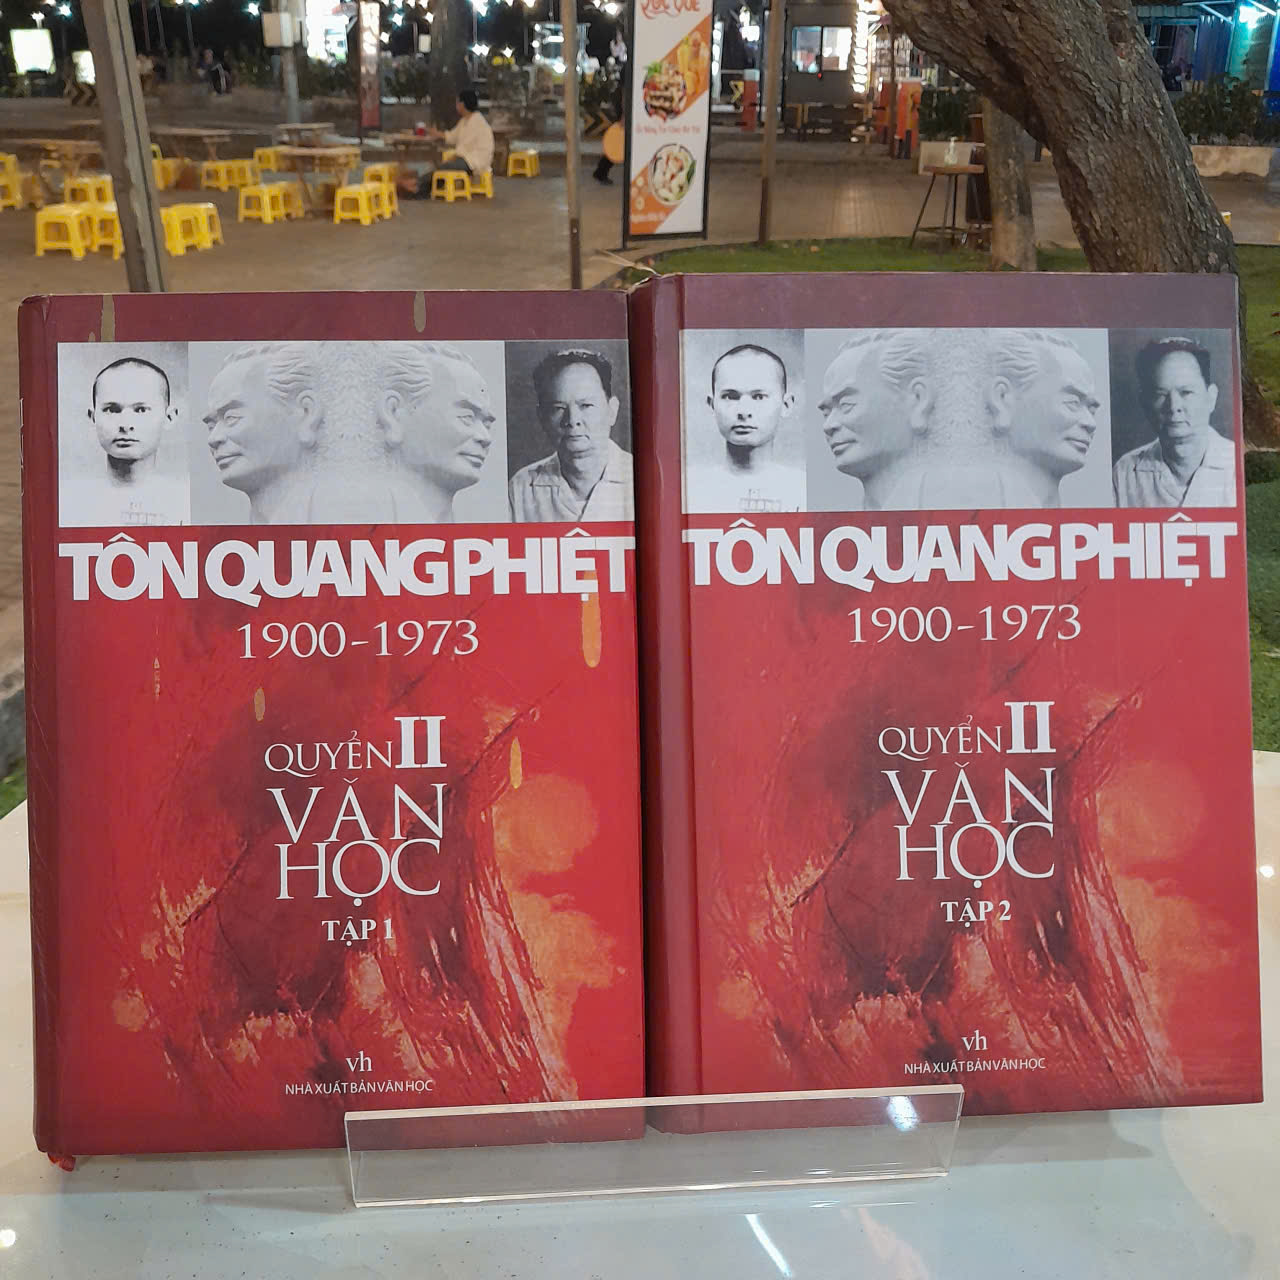 TÔN QUANG PHIỆT
1900-1973
QUYỂN II
VĂN
HỌC
TẬP 1
vh
NHÀ XUẤT BẢN VĂN HỌC
TÔN QUANG PHIỆT
1900-1973
QUYỂN II
VĂN
HỌC
TẬP 2
vh
NHÀ XUẤT BẢN VĂN HỌC